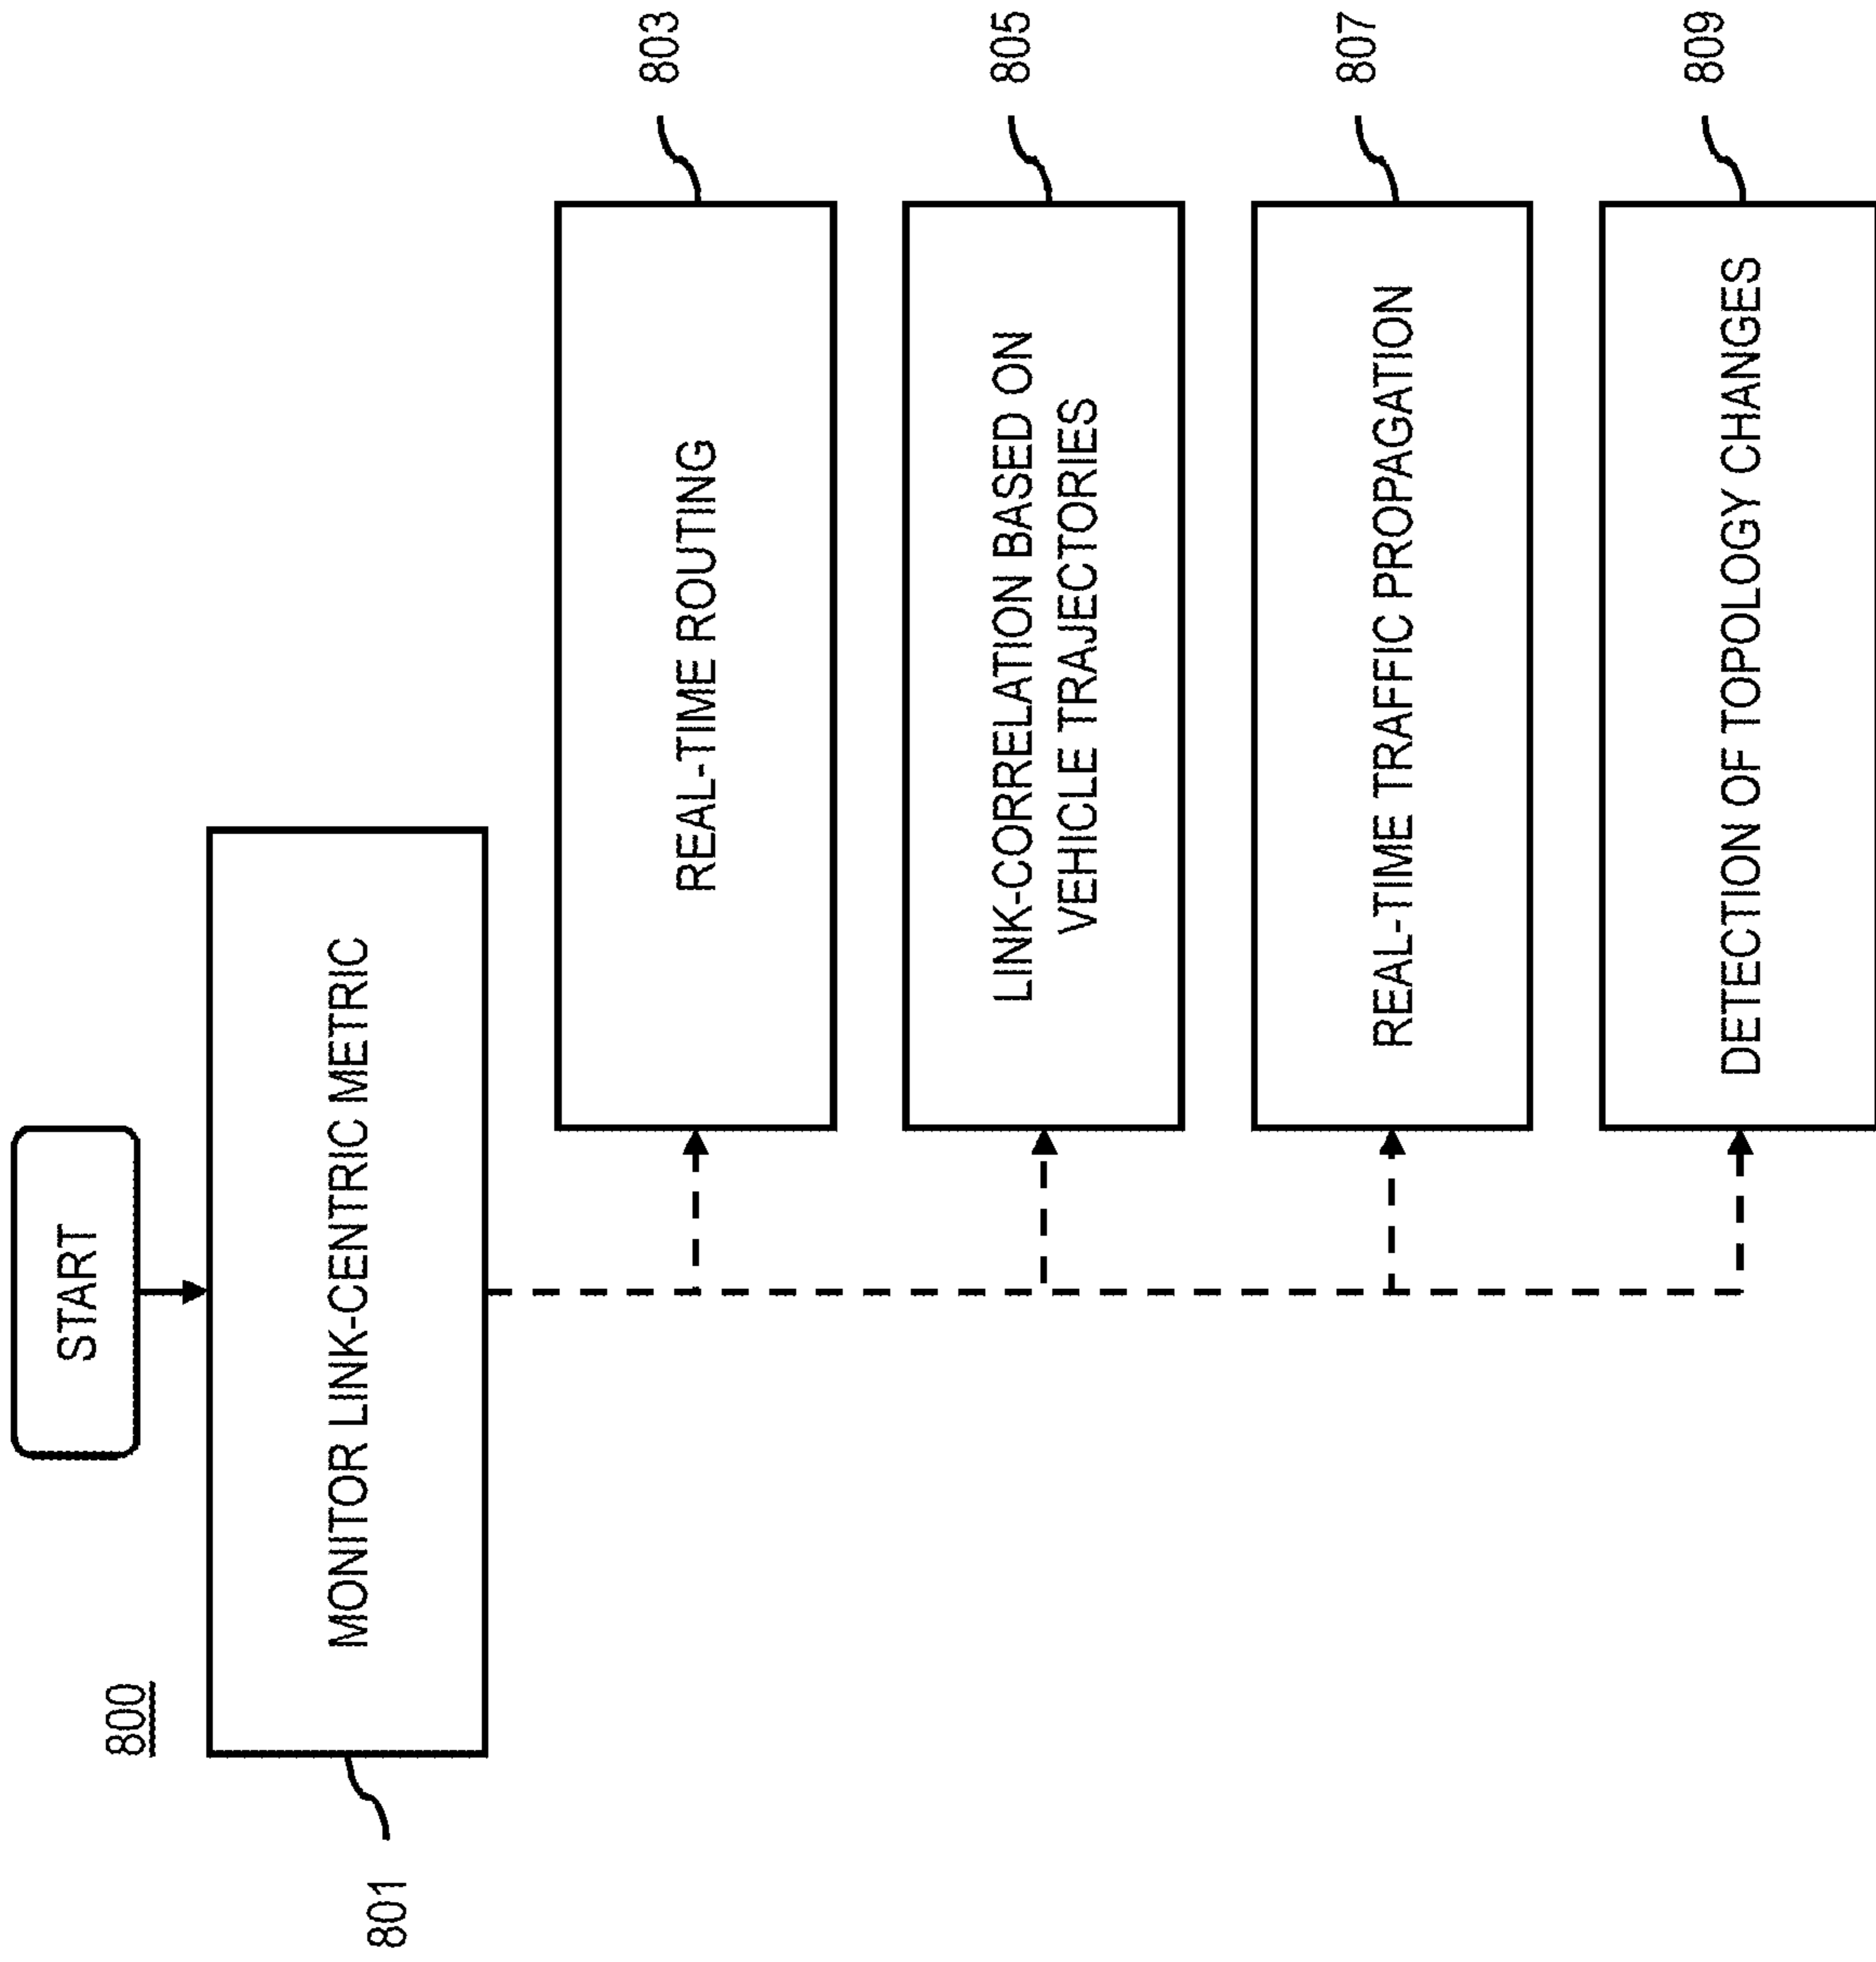 800
START
801
MONITOR LINK-CENTRIC METRIC
REAL-TIME ROUTING
803
LINK-CORRELATION BASED ON
VEHICLE TRAJECTORIES
805
REAL-TIME TRAFFIC PROPAGATION
807
DETECTION OF TOPOLOGY CHANGES
809